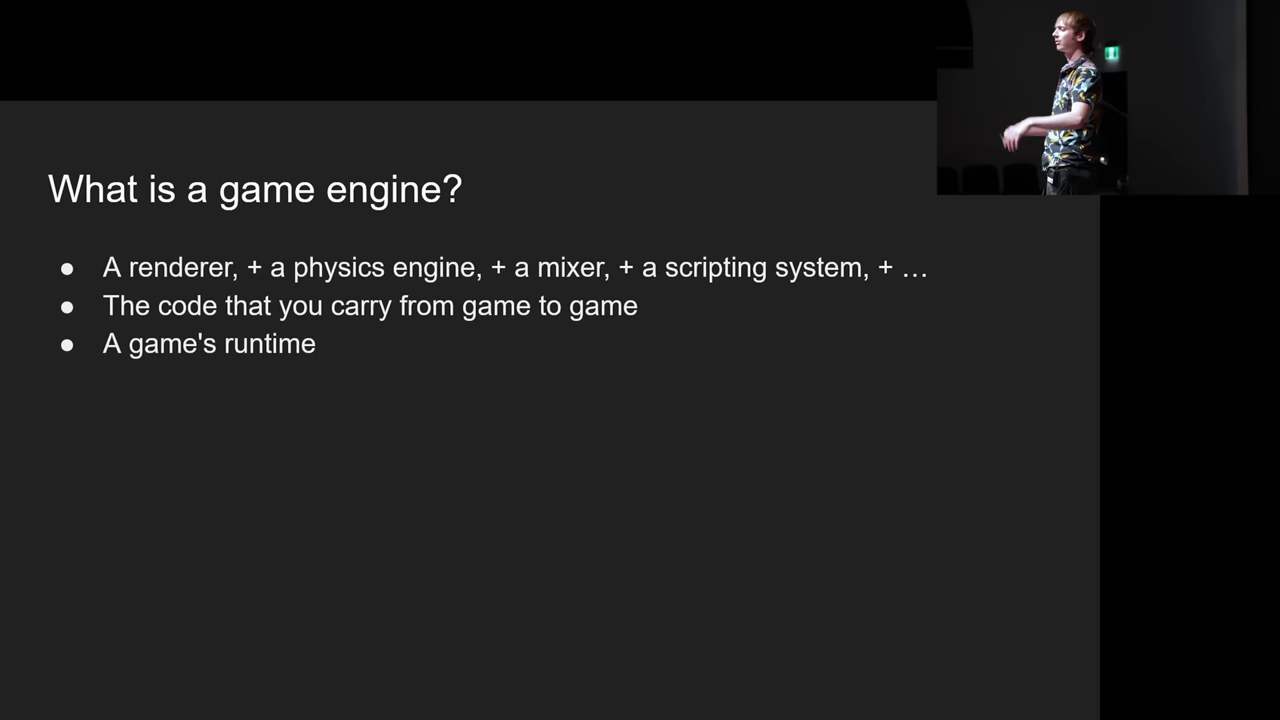 What is a game engine?
● A renderer, + a physics engine, + a mixer, + a scripting system, + …
● The code that you carry from game to game
● A game's runtime